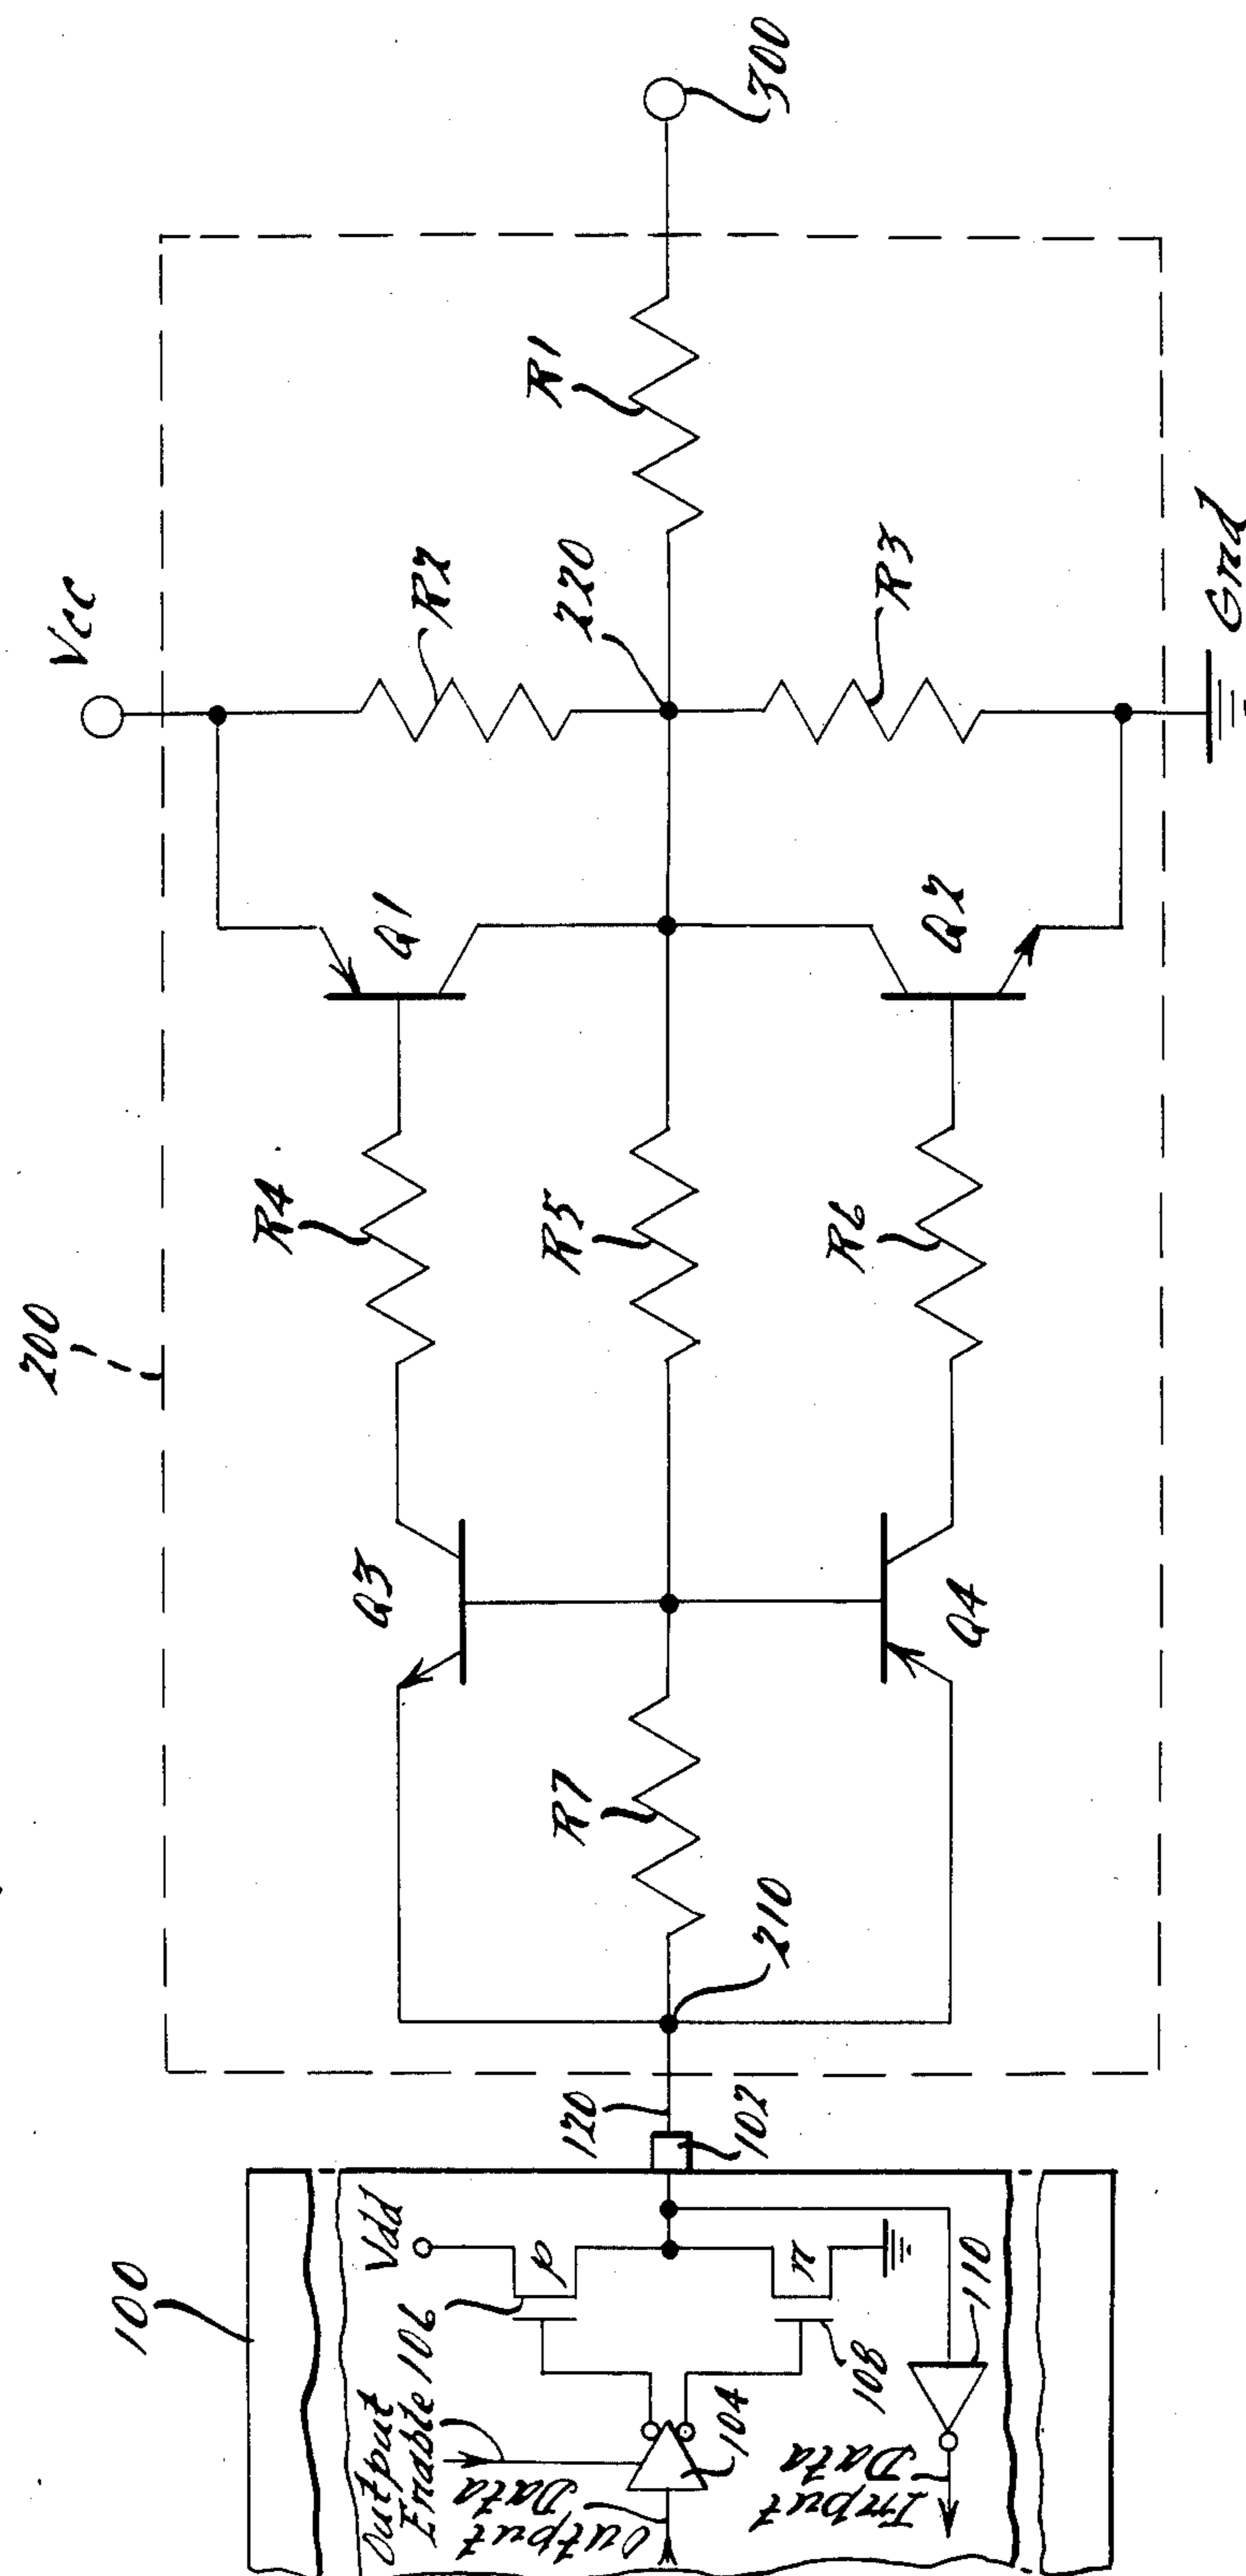 300
Vcc
R1
R2
220
R3
Gnd
Q1
Q2
R4
R5
R6
200
Q3
Q4
R7
210
120
102
100
Vdd
p
n
106
108
110
104
Output
Enable
Output
Data
Input
Data